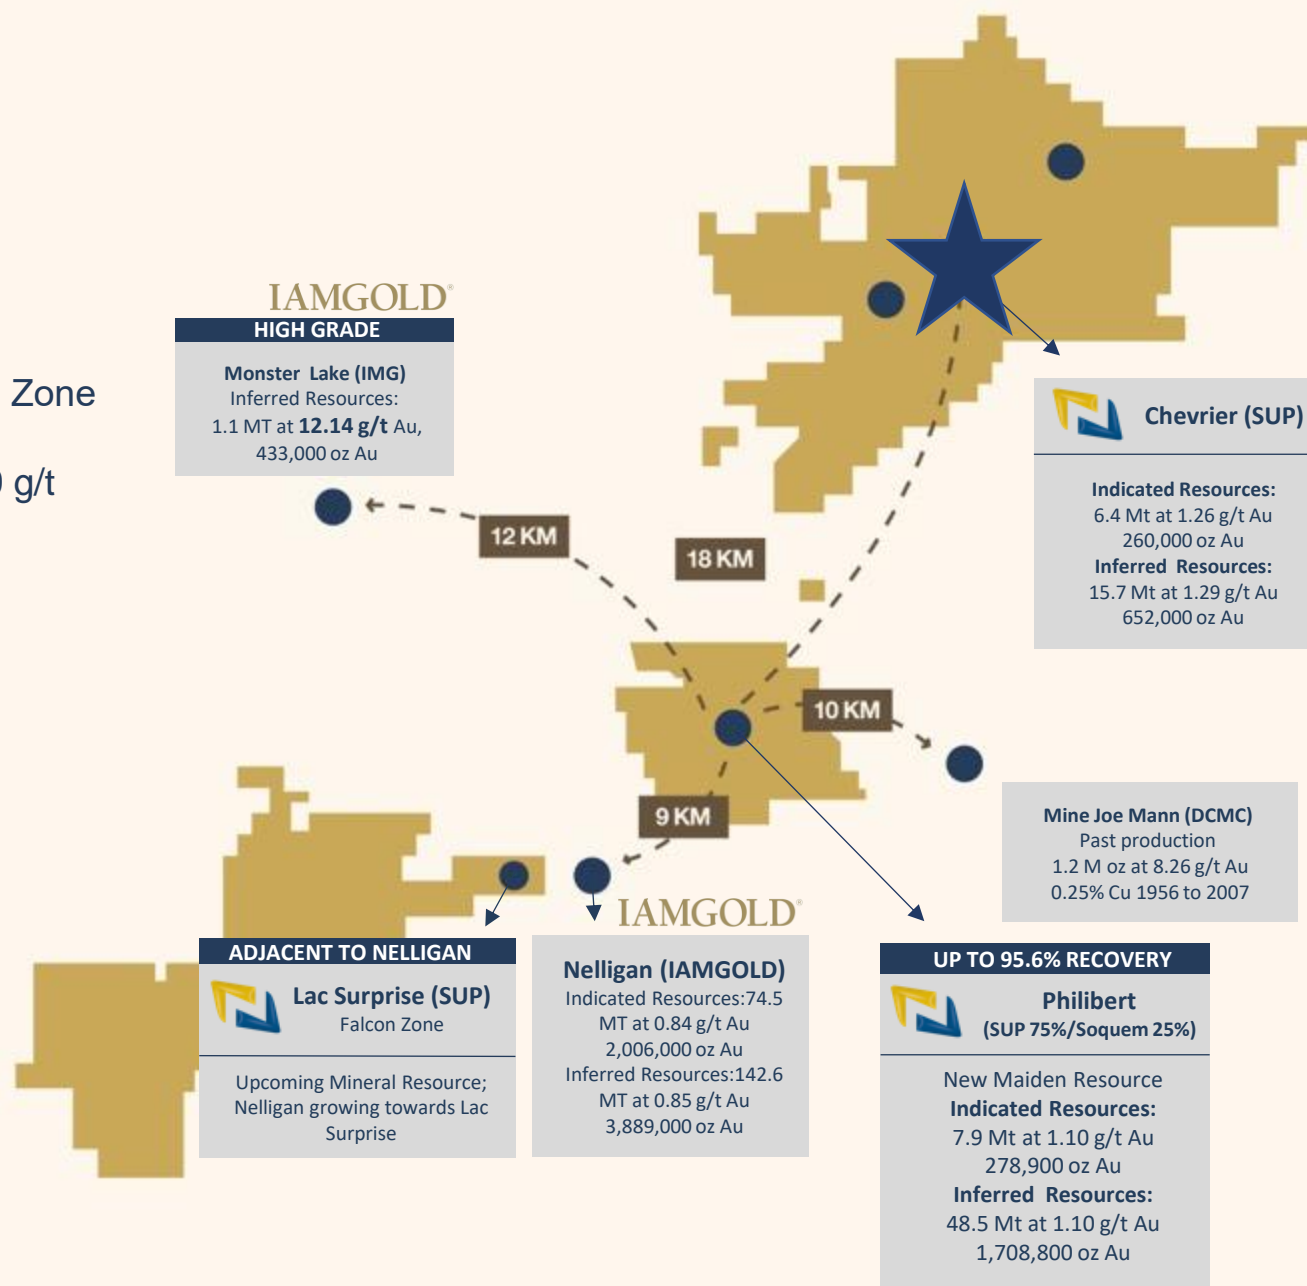 IAMGOLD®
HIGH GRADE
Monster Lake (IMG)
Inferred Resources:
1.1 MT at 12.14 g/t Au,
433,000 oz Au
Zone
g/t
12 KM
18 KM
Chevrier (SUP)
Indicated Resources:
6.4 Mt at 1.26 g/t Au
260,000 oz Au
Inferred Resources:
15.7 Mt at 1.29 g/t Au
652,000 oz Au
10 KM
9 KM
Mine Joe Mann (DCMC)
Past production
1.2 M oz at 8.26 g/t Au
0.25% Cu 1956 to 2007
IAMGOLD®
ADJACENT TO NELLIGAN
Lac Surprise (SUP)
Falcon Zone
Upcoming Mineral Resource;
Nelligan growing towards Lac
Surprise
Nelligan (IAMGOLD)
Indicated Resources:74.5
MT at 0.84 g/t Au
2,006,000 oz Au
Inferred Resources:142.6
MT at 0.85 g/t Au
3,889,000 oz Au
UP TO 95.6% RECOVERY
Philibert
(SUP 75%/Soquem 25%)
New Maiden Resource
Indicated Resources:
7.9 Mt at 1.10 g/t Au
278,900 oz Au
Inferred Resources:
48.5 Mt at 1.10 g/t Au
1,708,800 oz Au